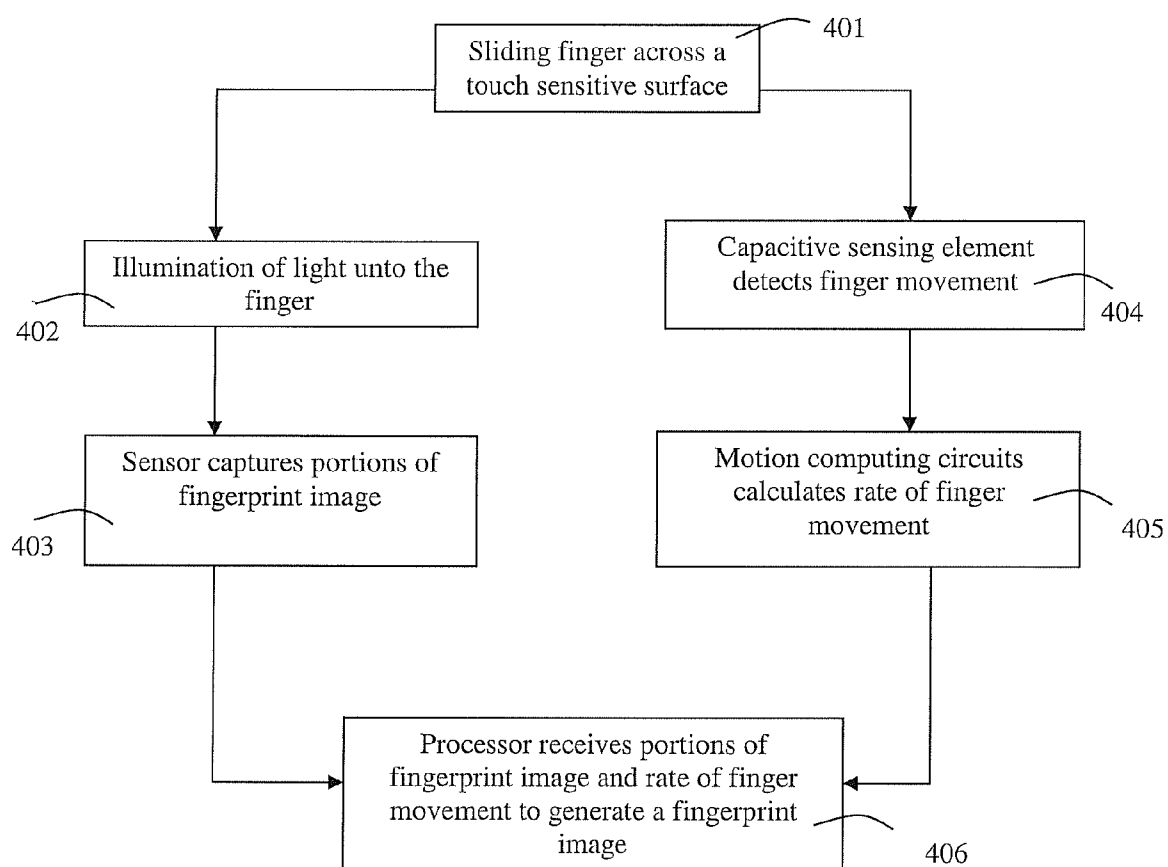 401
Sliding finger across a
touch sensitive surface
Illumination of light unto the
finger
402
Capacitive sensing element
detects finger movement
404
Sensor captures portions of
fingerprint image
403
Motion computing circuits
calculates rate of finger
movement
405
Processor receives portions of
fingerprint image and rate of finger
movement to generate a fingerprint
image
406